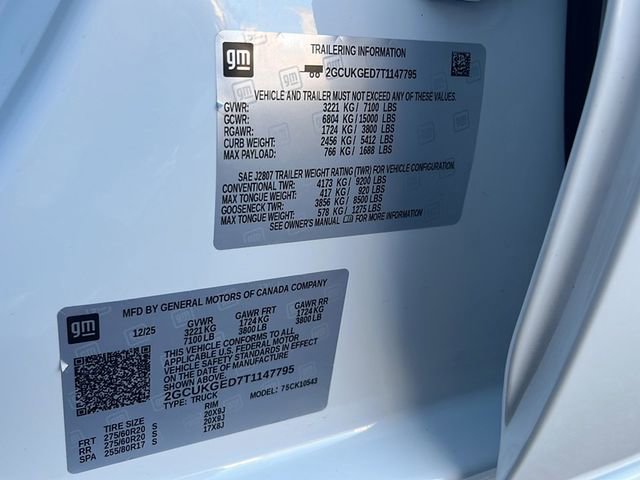 gm
TRAILERING INFORMATION
2GCUKGED7T1147795
VEHICLE AND TRAILER MUST NOT EXCEED ANY OF THESE VALUES.
GVWR: 3221 KG / 7100 LBS
GCWR: 6804 KG / 15000 LBS
RGAWR: 1724 KG / 3800 LBS
CURB WEIGHT: 2456 KG / 5412 LBS
MAX PAYLOAD: 766 KG / 1688 LBS
SAE J2807 TRAILER WEIGHT RATING (TWR) FOR VEHICLE CONFIGURATION.
CONVENTIONAL TWR: 4173 KG / 9200 LBS
MAX TONGUE WEIGHT: 417 KG / 920 LBS
GOOSENECK TWR: 3856 KG / 8500 LBS
MAX TONGUE WEIGHT: 578 KG / 1275 LBS
SEE OWNER'S MANUAL FOR MORE INFORMATION
gm
MFD BY GENERAL MOTORS OF CANADA COMPANY
12/25 GVWR GAWR FRT GAWR RR
3221 KG 1724 KG 1724 KG
7100 LB 3800 LB 3800 LB
THIS VEHICLE CONFORMS TO ALL
APPLICABLE U.S. FEDERAL MOTOR
VEHICLE SAFETY STANDARDS IN EFFECT
ON THE DATE OF MANUFACTURE
SHOWN ABOVE.
2GCUKGED7T1147795
TYPE: TRUCK MODEL: 75CK10543
TIRE SIZE RIM
FRT 275/60R20 S 20X9J
RR 275/60R20 S 20X9J
SPA 255/80R17 S 17X8J